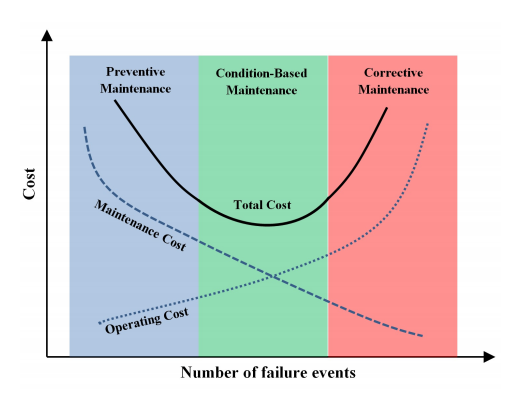 Preventive
Maintenance
Condition-Based
Maintenance
Corrective
Maintenance
Total Cost
Maintenance Cost
Operating Cost
Cost
Number of failure events